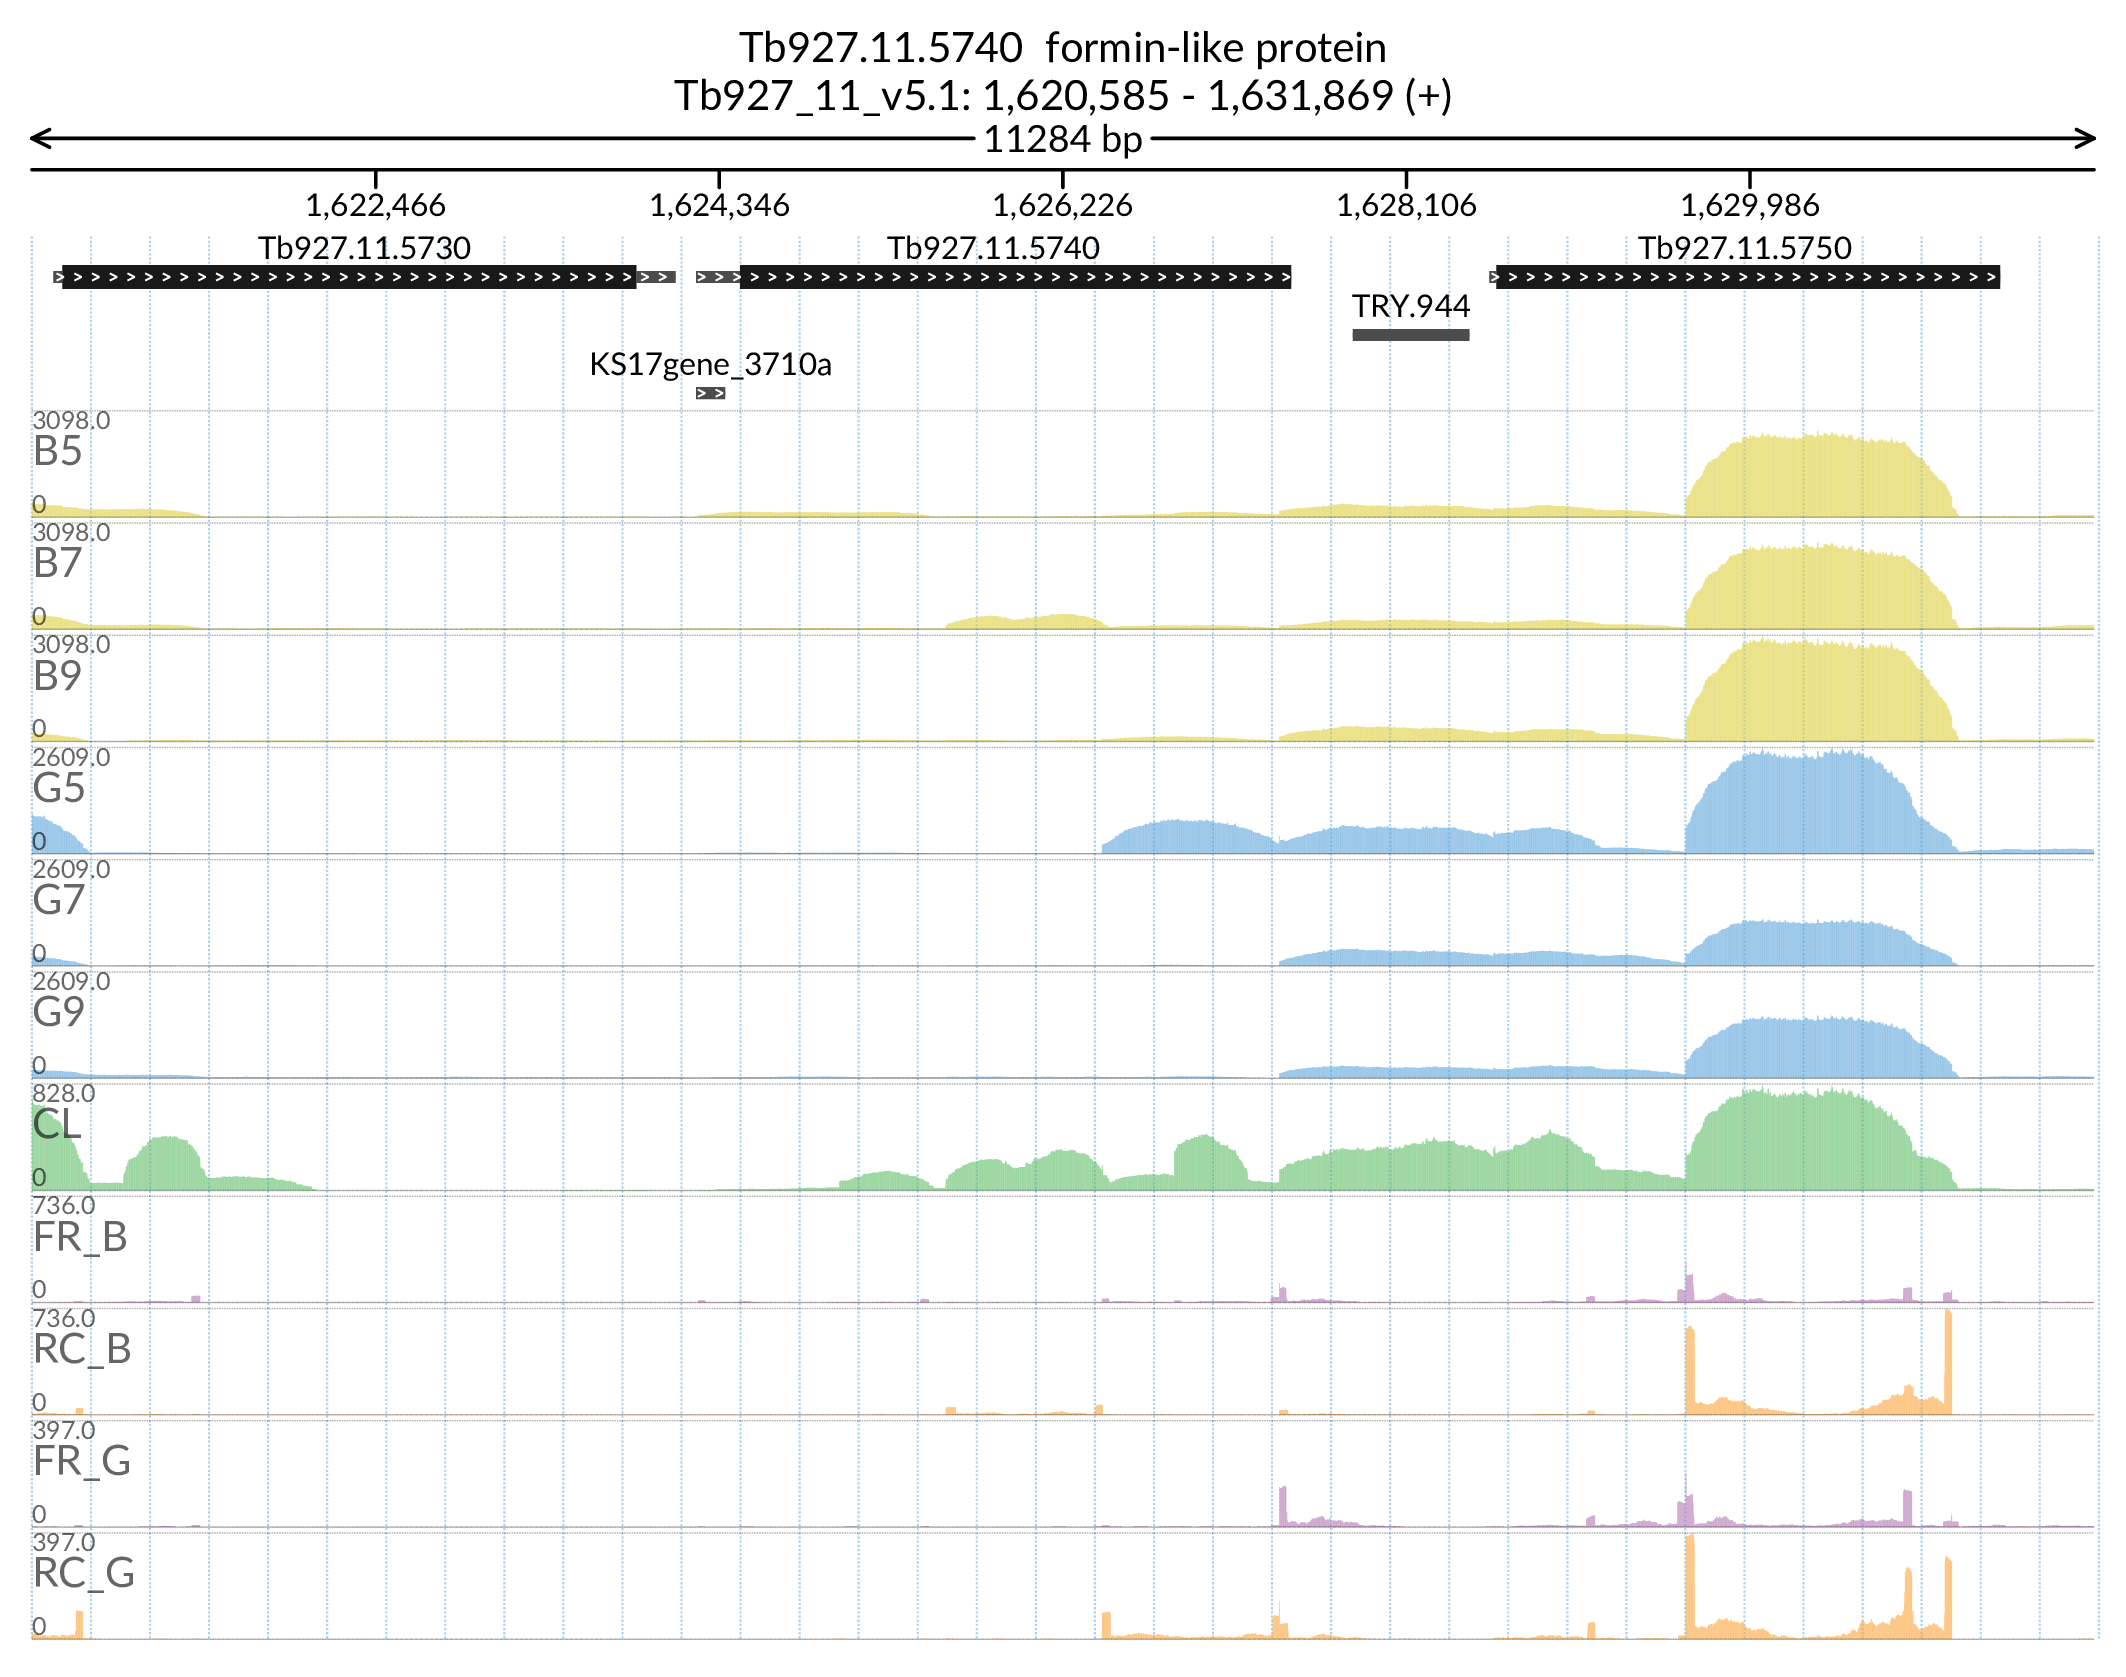 Tb927.11.5740 formin-like protein
Tb927_11_v5.1: 1,620,585 - 1,631,869 (+)
11284 bp
1,622,466 1,624,346 1,626,226 1,628,106 1,629,986
Tb927.11.5730 Tb927.11.5740 Tb927.11.5750
TRY.944
KS17gene_3710a
3098.0
B5
0
3098.0
B7
0
3098.0
B9
0
2609.0
G5
0
2609.0
G7
0
2609.0
G9
0
828.0
CL
0
736.0
FR_B
0
736.0
RC_B
0
397.0
FR_G
0
397.0
RC_G
0